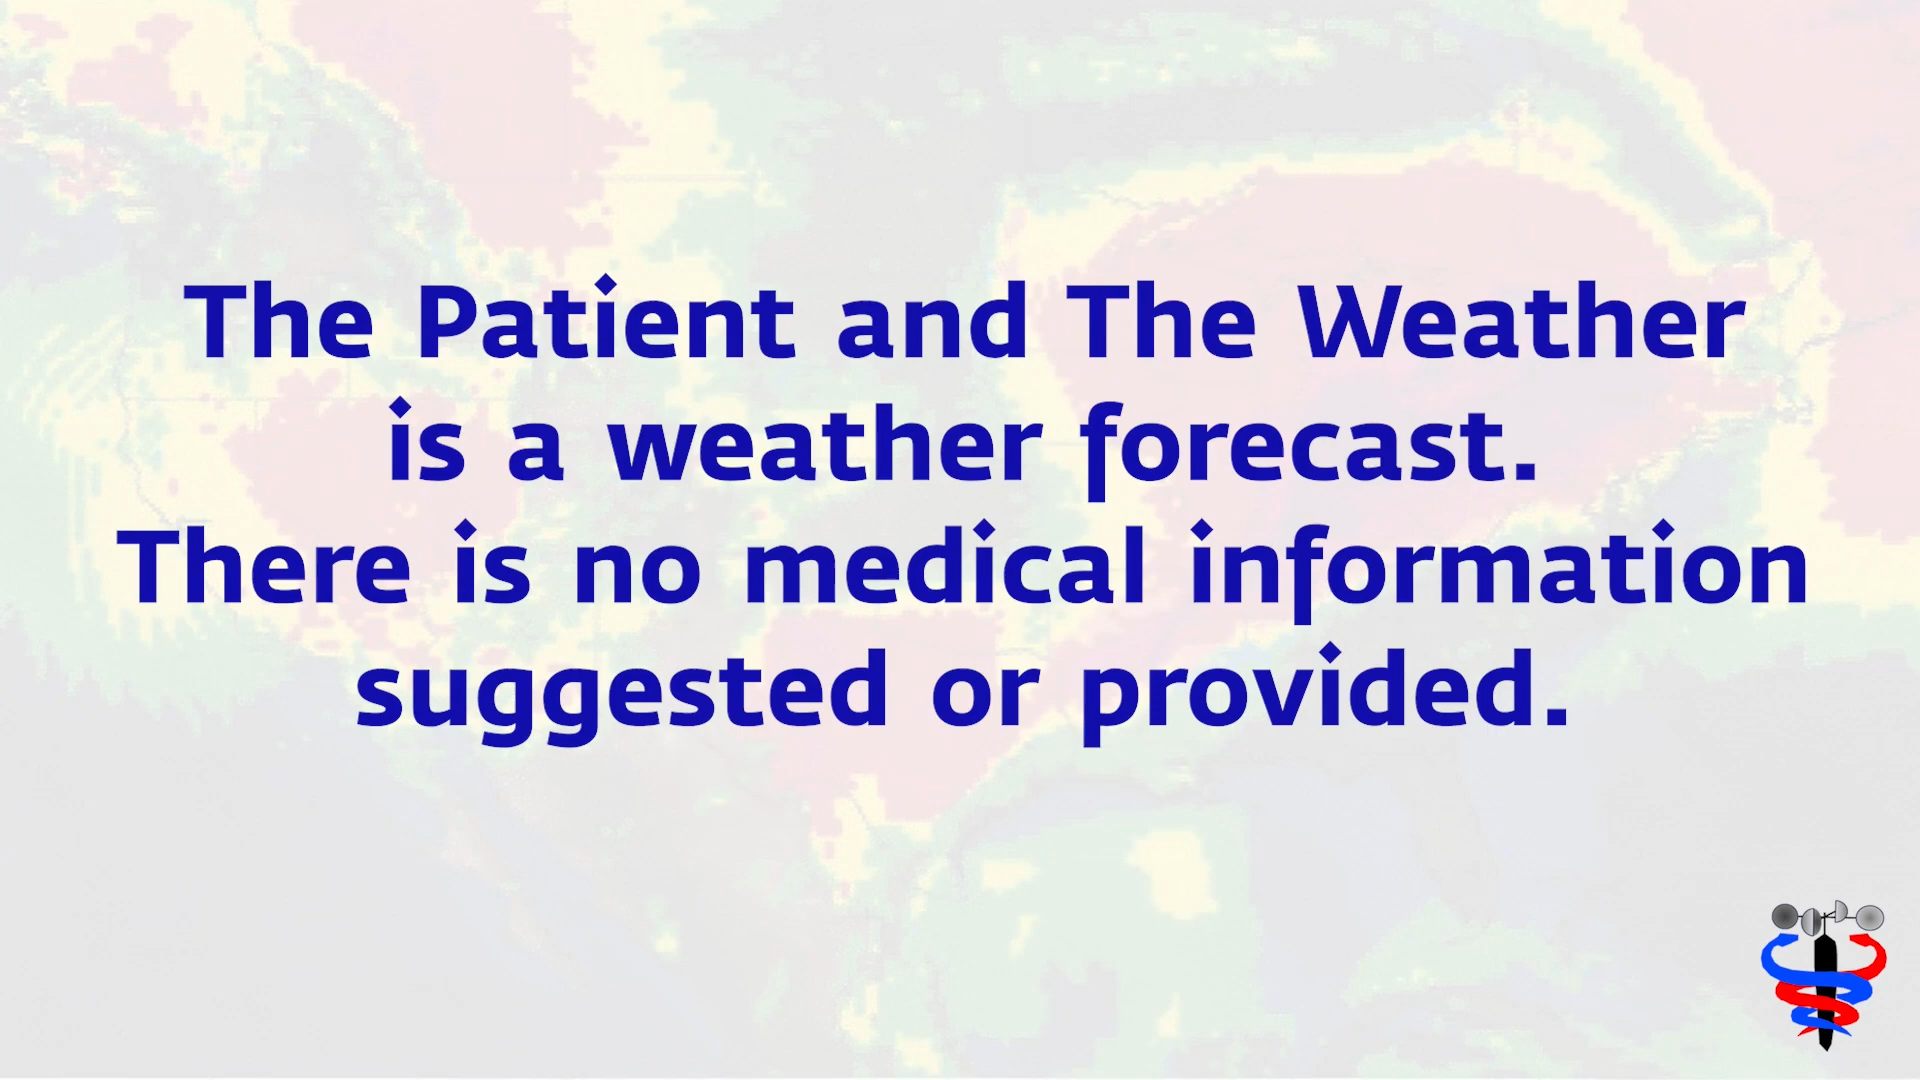 The Patient and The Weather
is a weather forecast.
There is no medical information
suggested or provided.